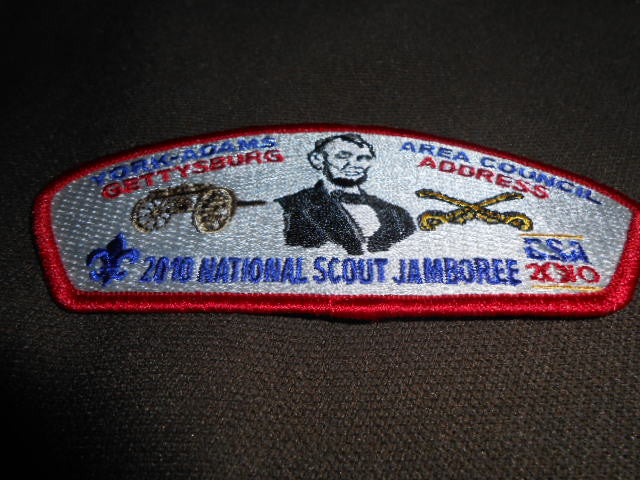 YORK-ADAMS AREA COUNCIL
GETTYSBURG ADDRESS
2010 NATIONAL SCOUT JAMBOREE
BSA
2010